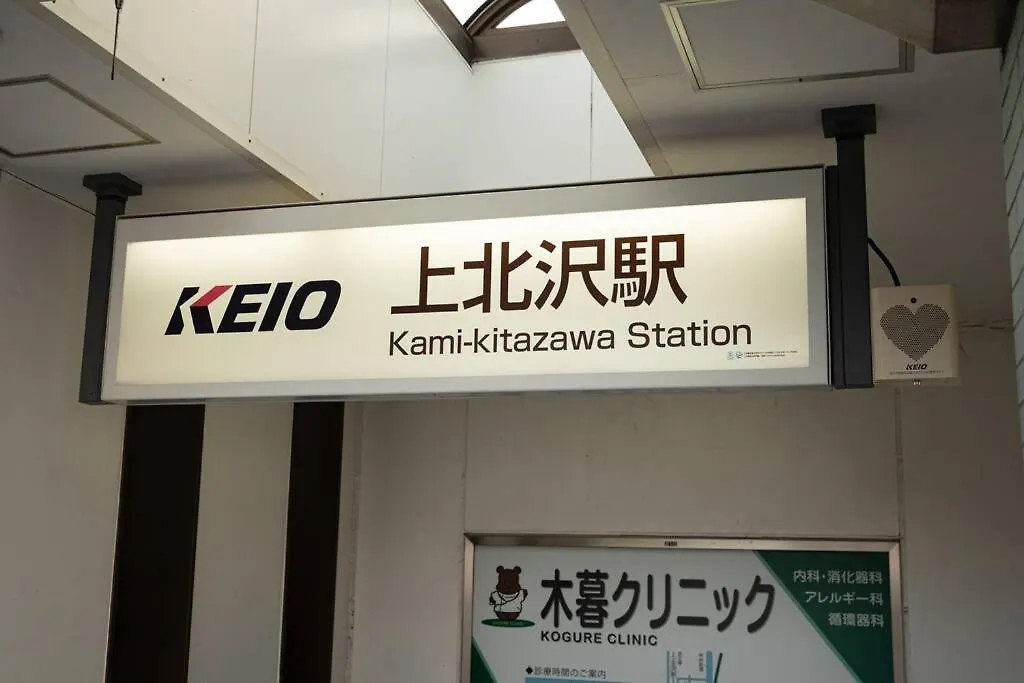 KEIO
上北沢駅
Kami-kitazawa Station
KEIO
木暮クリニック
KOGURE CLINIC
KOGURE CLINIC
内科・消化器科
アレルギー科
循環器科
◆診療時間のご案内